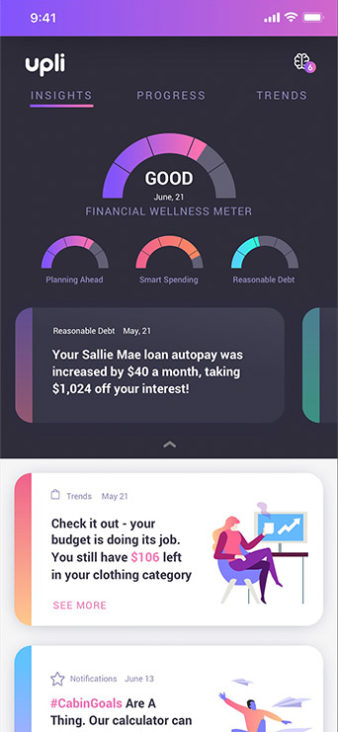 9:41
upli
6
INSIGHTS PROGRESS TRENDS
GOOD
June, 21
FINANCIAL WELLNESS METER
Planning Ahead Smart Spending Reasonable Debt
Reasonable Debt May, 21
Your Sallie Mae loan autopay was
increased by $40 a month, taking
$1,024 off your interest!
Trends May 21
Check it out - your
budget is doing its job.
You still have $106 left
in your clothing category
SEE MORE
Notifications June 13
#CabinGoals Are A
Thing. Our calculator can